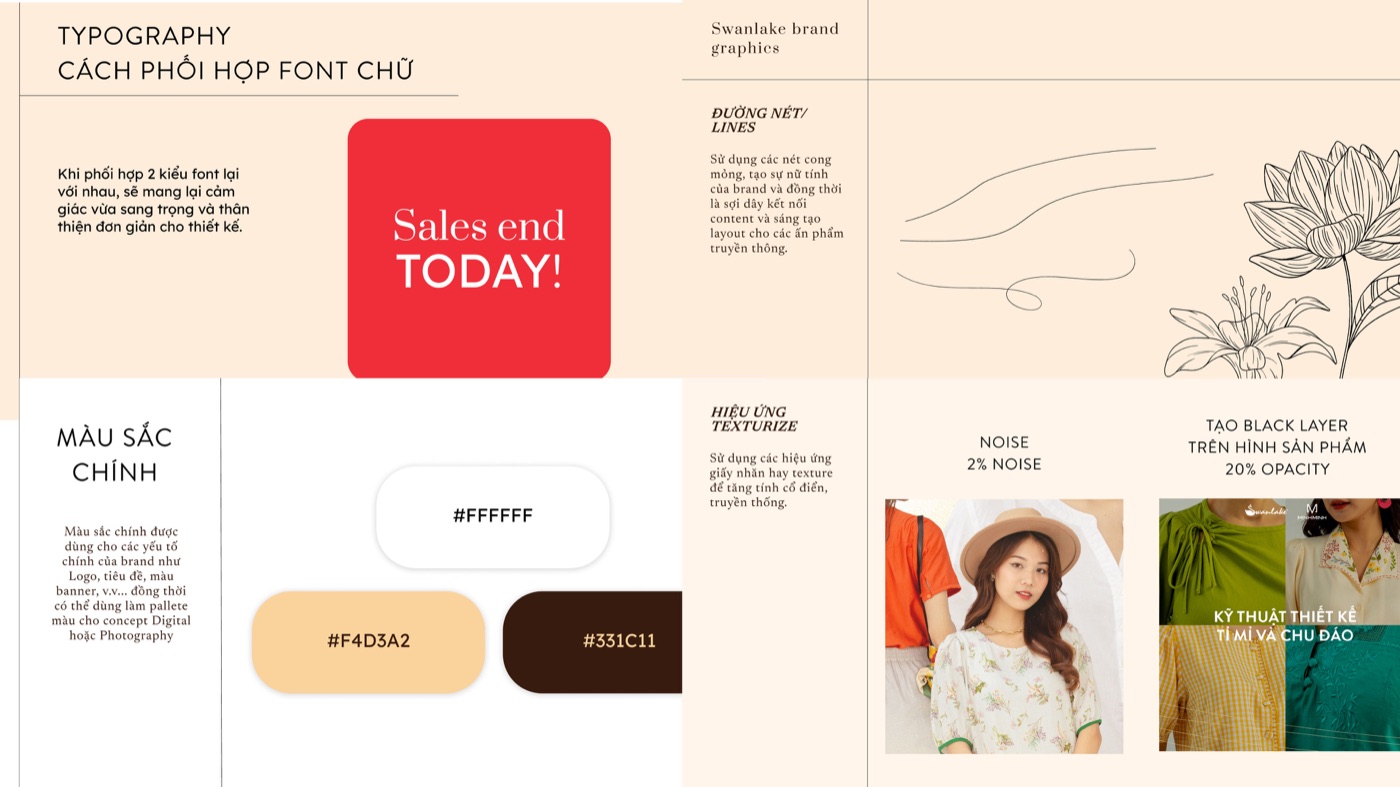 TYPOGRAPHY
CÁCH PHỐI HỢP FONT CHỮ
Khi phối hợp 2 kiểu font lại
với nhau, sẽ mang lại cảm
giác vừa sang trọng và thân
thiện đơn giản cho thiết kế.
Sales end
TODAY!
Swanlake brand
graphics
ĐƯỜNG NÉT/
LINES
Sử dụng các nét cong
mỏng, tạo sự nữ tính
của brand và đồng thời
là sợi dây kết nối
content và sáng tạo
layout cho các ấn phẩm
truyền thông.
MÀU SẮC
CHÍNH
Màu sắc chính được
dùng cho các yếu tố
chính của brand như
Logo, tiêu đề, màu
banner, v.v... đồng thời
có thể dùng làm pallete
màu cho concept Digital
hoặc Photography
#FFFFFF
#F4D3A2
#331C11
HIỆU ỨNG
TEXTURIZE
Sử dụng các hiệu ứng
giấy nhăn hay texture
để tăng tính cổ điển,
truyền thống.
NOISE
2% NOISE
TẠO BLACK LAYER
TRÊN HÌNH SẢN PHẨM
20% OPACITY
Swanlake
M
MINHMINH
KỸ THUẬT THIẾT KẾ
TỈ MỈ VÀ CHU ĐÁO